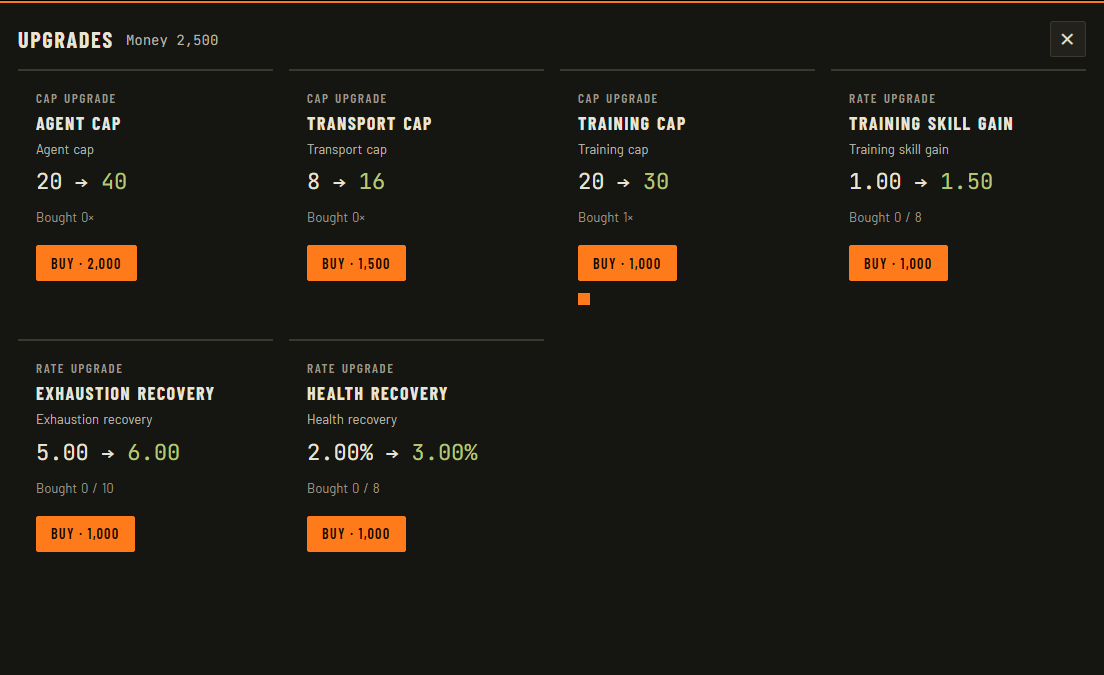 UPGRADES Money 2,500 ✕
CAP UPGRADE
AGENT CAP
Agent cap
20 → 40
Bought 0×
BUY · 2,000
CAP UPGRADE
TRANSPORT CAP
Transport cap
8 → 16
Bought 0×
BUY · 1,500
CAP UPGRADE
TRAINING CAP
Training cap
20 → 30
Bought 1×
BUY · 1,000
RATE UPGRADE
TRAINING SKILL GAIN
Training skill gain
1.00 → 1.50
Bought 0 / 8
BUY · 1,000
RATE UPGRADE
EXHAUSTION RECOVERY
Exhaustion recovery
5.00 → 6.00
Bought 0 / 10
BUY · 1,000
RATE UPGRADE
HEALTH RECOVERY
Health recovery
2.00% → 3.00%
Bought 0 / 8
BUY · 1,000